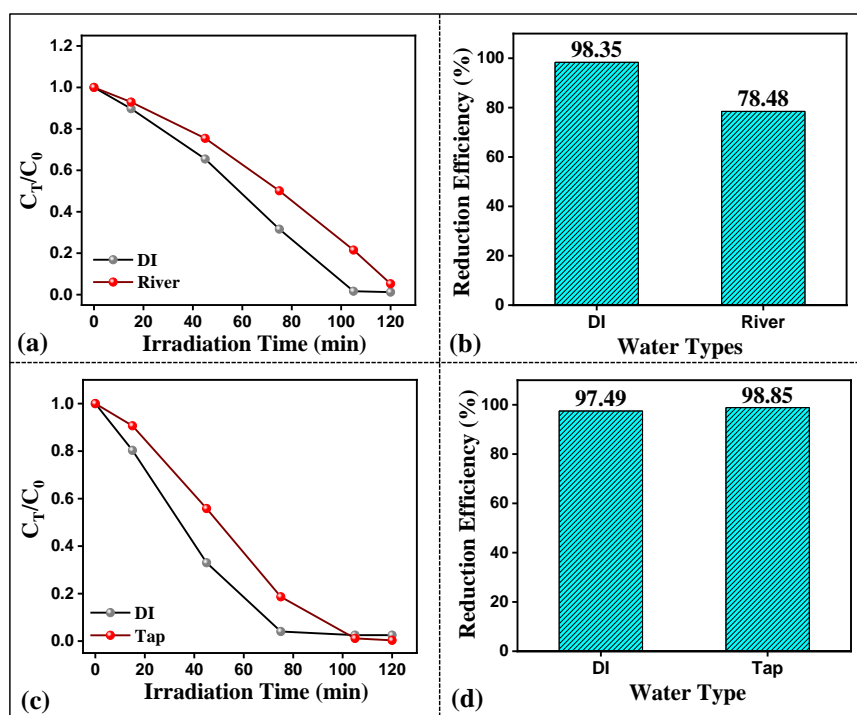 1.2
1.0
0.8
0.6
0.4
0.2
0.0
C_T/C_0
DI
River
0 20 40 60 80 100 120
Irradiation Time (min)
(a)
100
80
60
40
20
0
Reduction Efficiency (%)
98.35
78.48
DI River
Water Types
(b)
1.0
0.8
0.6
0.4
0.2
0.0
C_T/C_0
DI
Tap
0 20 40 60 80 100 120
Irradiation Time (min)
(c)
100
80
60
40
20
0
Reduction Efficiency (%)
97.49 98.85
DI Tap
Water Type
(d)